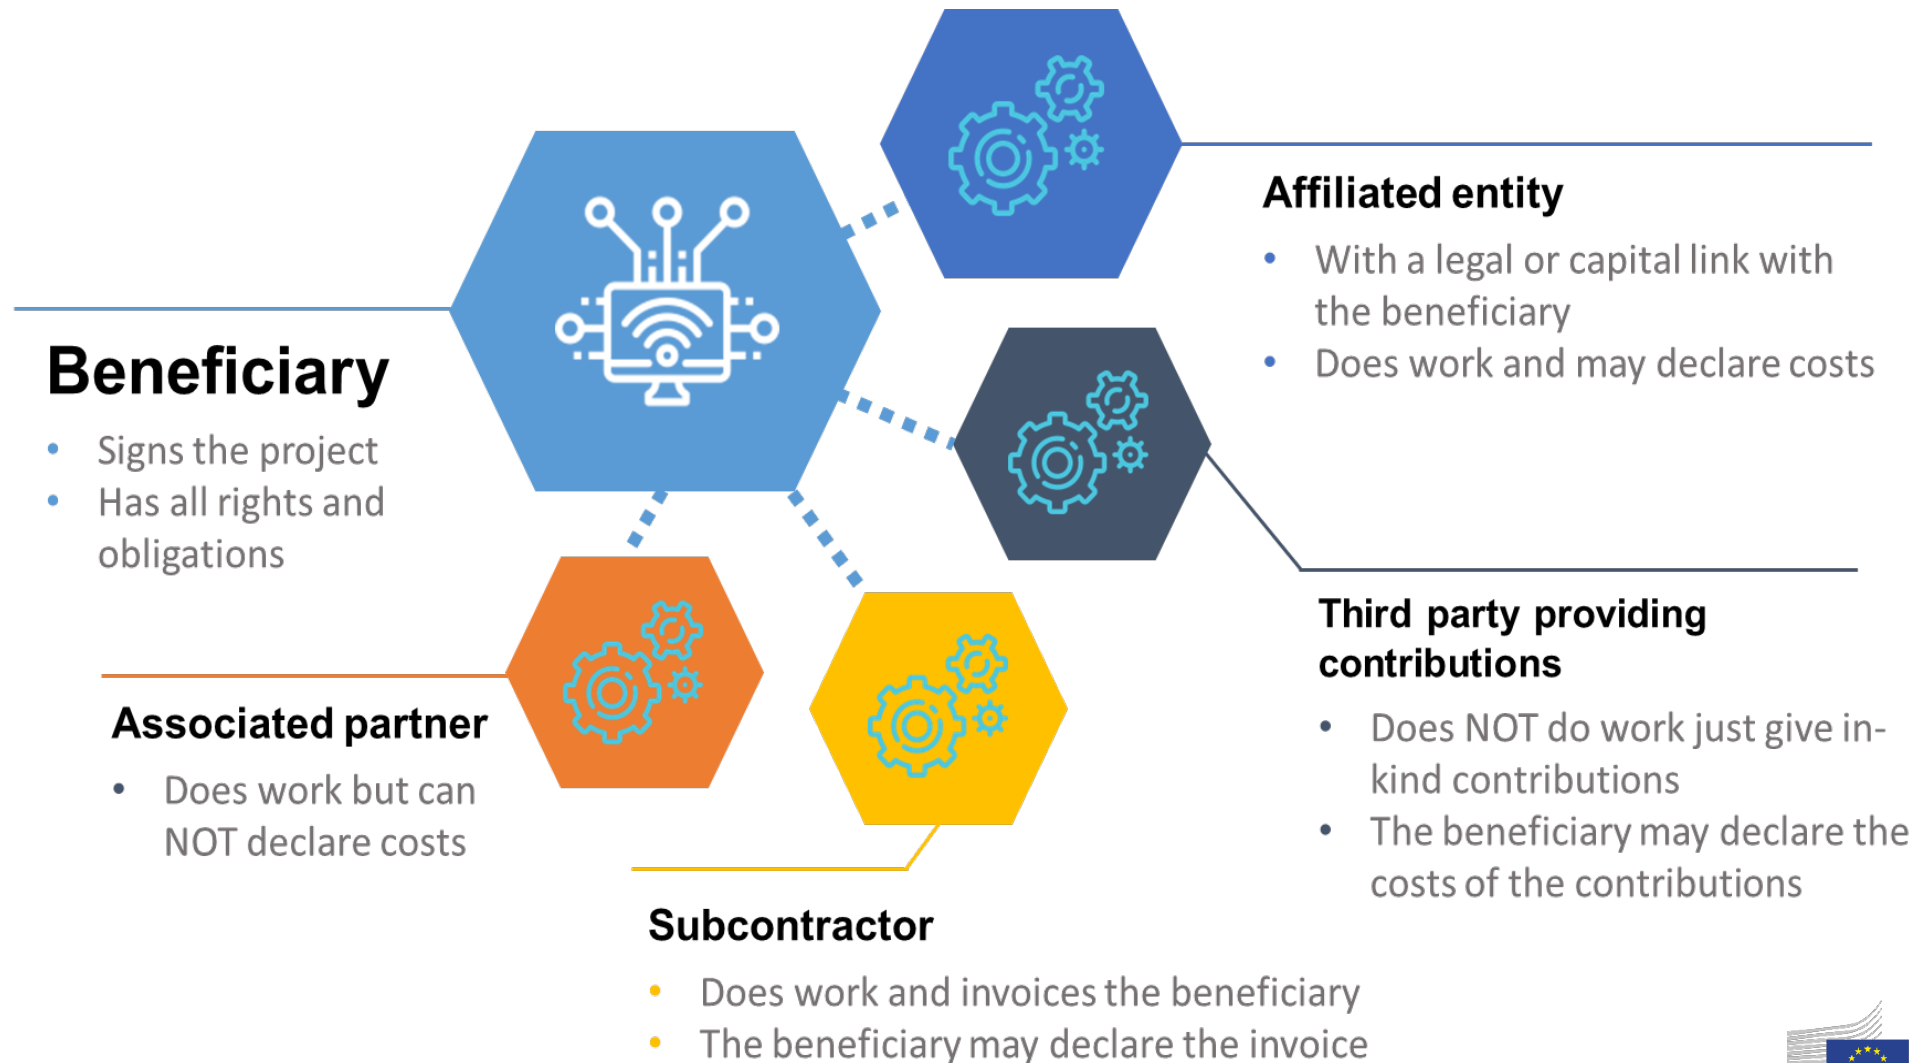 Beneficiary
• Signs the project
• Has all rights and
obligations
Affiliated entity
• With a legal or capital link with
the beneficiary
• Does work and may declare costs
Third party providing
contributions
• Does NOT do work just give in-
kind contributions
• The beneficiary may declare the
costs of the contributions
Associated partner
• Does work but can
NOT declare costs
Subcontractor
• Does work and invoices the beneficiary
• The beneficiary may declare the invoice